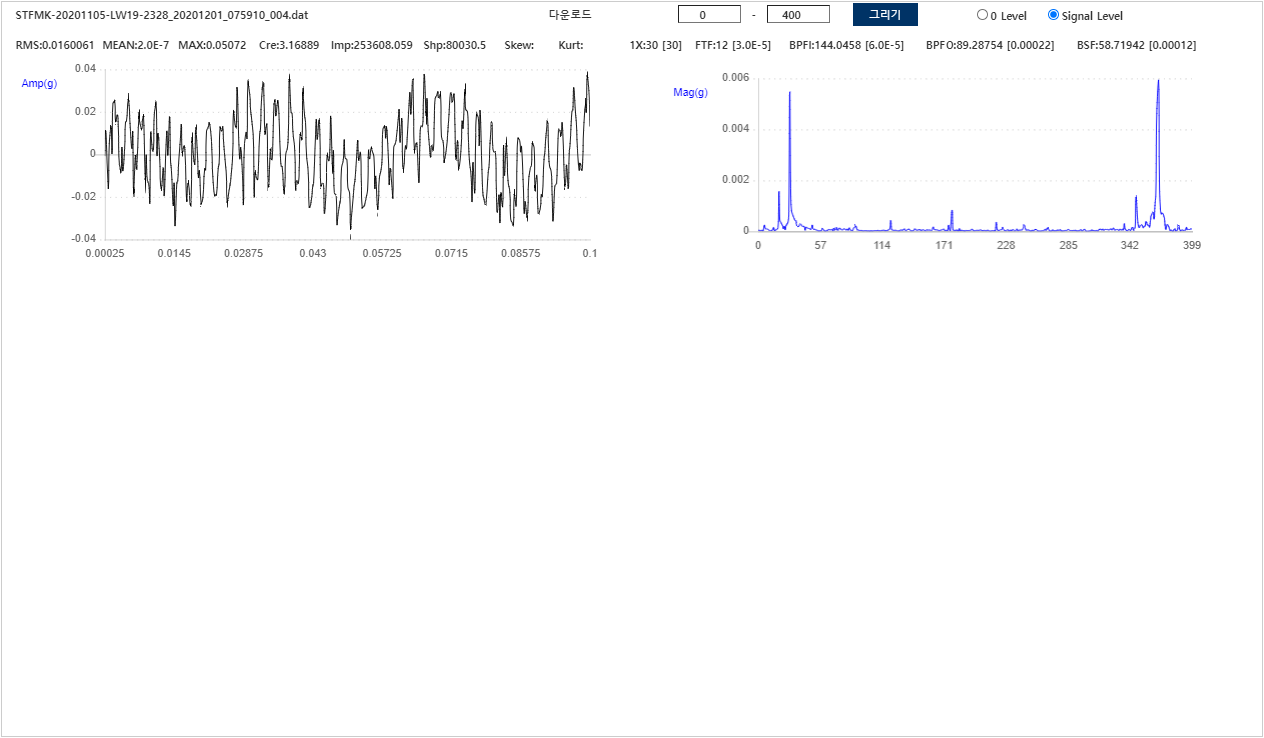 STFMK-20201105-LW19-2328_20201201_075910_004.dat 다운로드 0 - 400 그리기 0 Level Signal Level
RMS:0.0160061 MEAN:2.0E-7 MAX:0.05072 Cre:3.16889 Imp:253608.059 Shp:80030.5 Skew: Kurt: 1X:30 [30] FTF:12 [3.0E-5] BPFI:144.0458 [6.0E-5] BPFO:89.28754 [0.00022] BSF:58.71942 [0.00012]
Amp(g)
0.04
0.02
0
-0.02
-0.04
0.00025 0.0145 0.02875 0.043 0.05725 0.0715 0.08575 0.1
Mag(g)
0.006
0.004
0.002
0
0 57 114 171 228 285 342 399